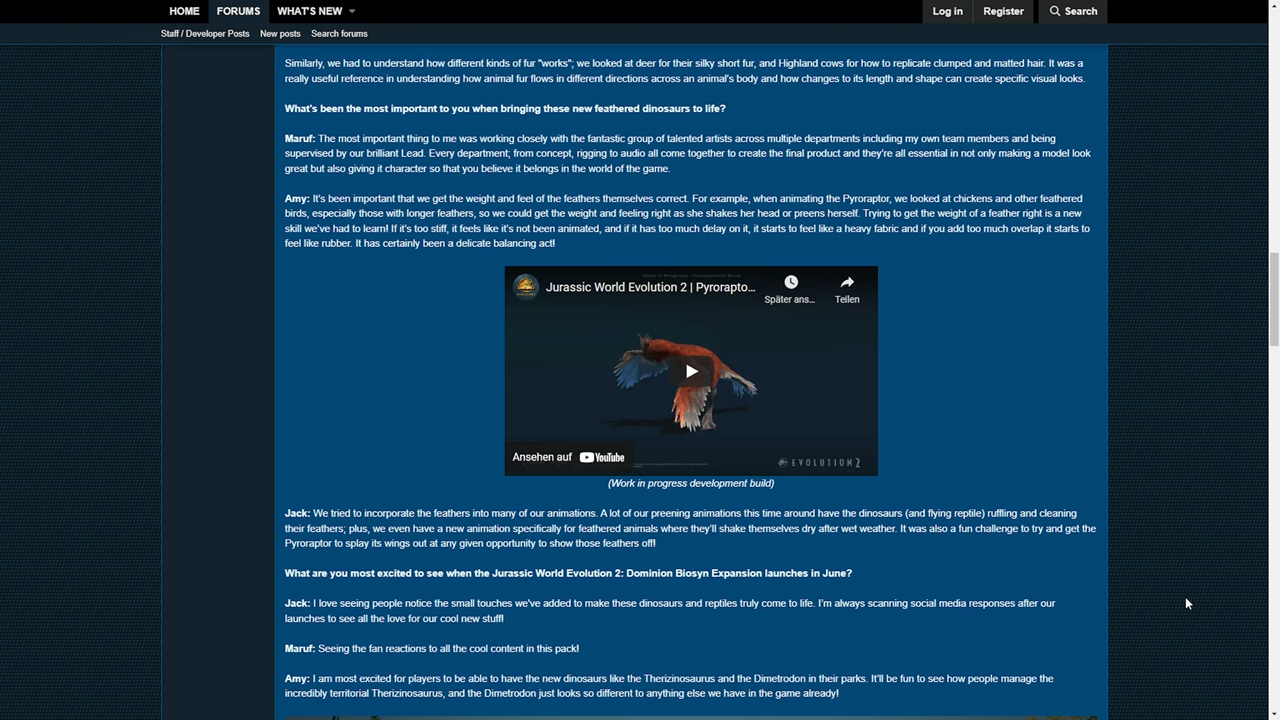 HOME FORUMS WHAT'S NEW Log in Register Search
Staff / Developer Posts New posts Search forums
Similarly, we had to understand how different kinds of fur "works"; we looked at deer for their silky short fur, and Highland cows for how to replicate clumped and matted hair. It was a
really useful reference in understanding how animal fur flows in different directions across an animal's body and how changes to its length and shape can create specific visual looks.
What's been the most important to you when bringing these new feathered dinosaurs to life?
Maruf: The most important thing to me was working closely with the fantastic group of talented artists across multiple departments including my own team members and being
supervised by our brilliant Lead. Every department; from concept, rigging to audio all come together to create the final product and they're all essential in not only making a model look
great but also giving it character so that you believe it belongs in the world of the game.
Amy: It's been important that we get the weight and feel of the feathers themselves correct. For example, when animating the Pyroraptor, we looked at chickens and other feathered
birds, especially those with longer feathers, so we could get the weight and feeling right as she shakes her head or preens herself. Trying to get the weight of a feather right is a new
skill we've had to learn! If it's too stiff, it feels like it's not been animated, and if it has too much delay on it, it starts to feel like a heavy fabric and if you add too much overlap it starts to
feel like rubber. It has certainly been a delicate balancing act!
Work In Progress - Development Build
Jurassic World Evolution 2 | Pyrorapto...
Später ans...
Teilen
Ansehen auf YouTube
EVOLUTION 2
(Work in progress development build)
Jack: We tried to incorporate the feathers into many of our animations. A lot of our preening animations this time around have the dinosaurs (and flying reptile) ruffling and cleaning
their feathers; plus, we even have a new animation specifically for feathered animals where they'll shake themselves dry after wet weather. It was also a fun challenge to try and get the
Pyroraptor to splay its wings out at any given opportunity to show those feathers off!
What are you most excited to see when the Jurassic World Evolution 2: Dominion Biosyn Expansion launches in June?
Jack: I love seeing people notice the small touches we've added to make these dinosaurs and reptiles truly come to life. I'm always scanning social media responses after our
launches to see all the love for our cool new stuff!
Maruf: Seeing the fan reactions to all the cool content in this pack!
Amy: I am most excited for players to be able to have the new dinosaurs like the Therizinosaurus and the Dimetrodon in their parks. It'll be fun to see how people manage the
incredibly territorial Therizinosaurus, and the Dimetrodon just looks so different to anything else we have in the game already!